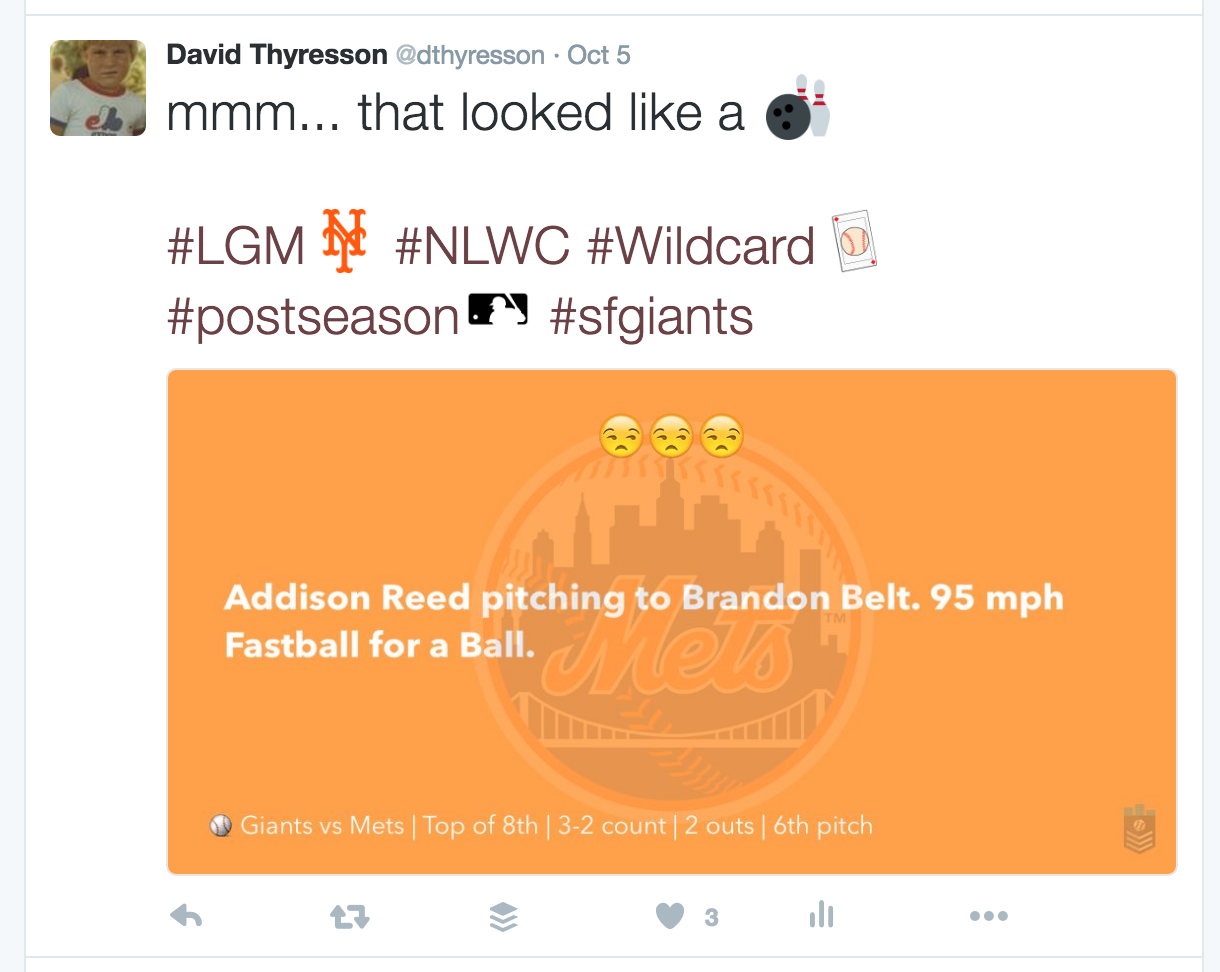 David Thyresson @dthyresson · Oct 5
mmm... that looked like a 🎳
#LGM #NLWC #Wildcard
#postseason #sfgiants
😒😒😒
Addison Reed pitching to Brandon Belt. 95 mph
Fastball for a Ball.
Mets
TM
⚾ Giants vs Mets | Top of 8th | 3-2 count | 2 outs | 6th pitch
3